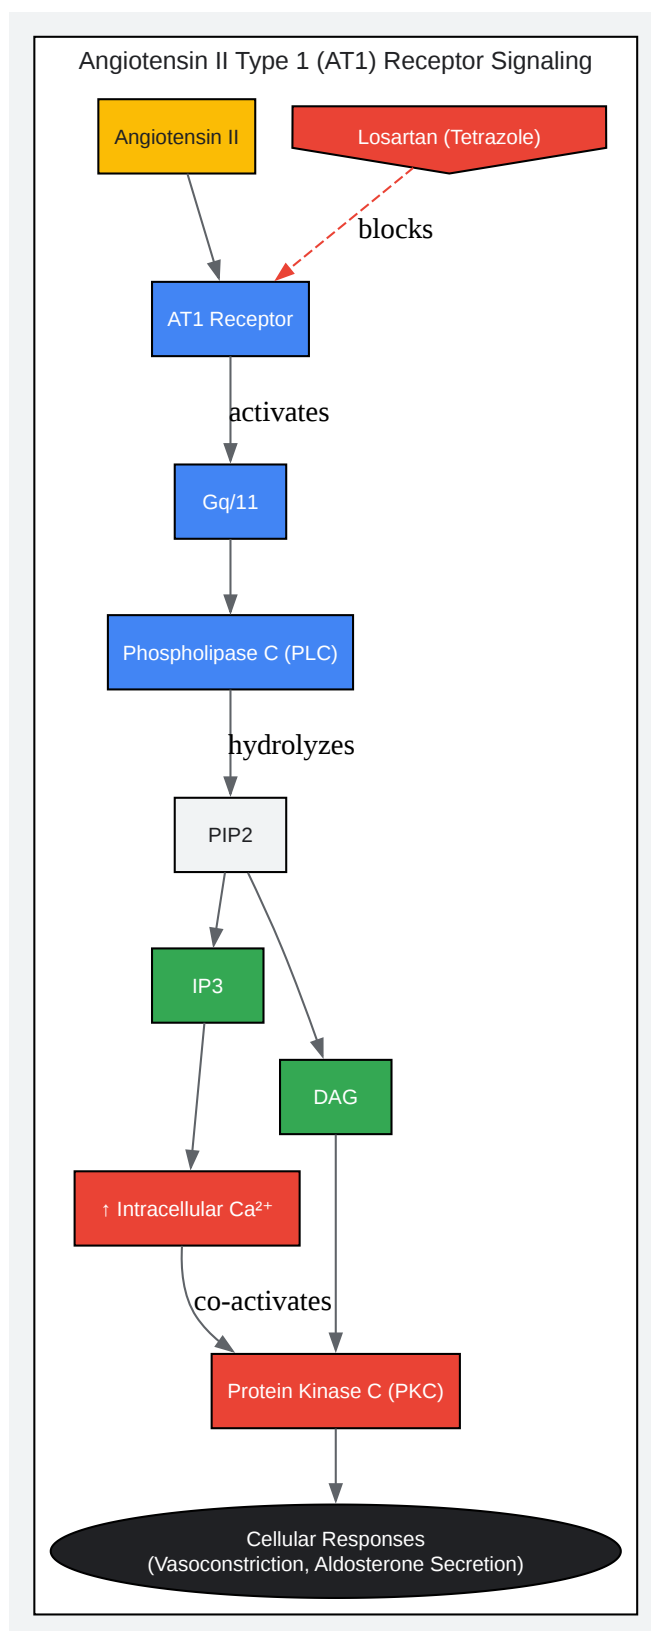 Angiotensin II Type 1 (AT1) Receptor Signaling
Angiotensin II
Losartan (Tetrazole)
blocks
AT1 Receptor
activates
Gq/11
Phospholipase C (PLC)
hydrolyzes
PIP2
IP3
DAG
↑ Intracellular Ca²⁺
co-activates
Protein Kinase C (PKC)
Cellular Responses
(Vasoconstriction, Aldosterone Secretion)